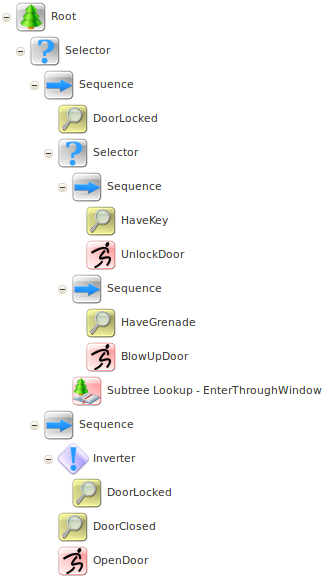 Root
Selector
Sequence
DoorLocked
Selector
Sequence
HaveKey
UnlockDoor
Sequence
HaveGrenade
BlowUpDoor
Subtree Lookup - EnterThroughWindow
Sequence
Inverter
DoorLocked
DoorClosed
OpenDoor